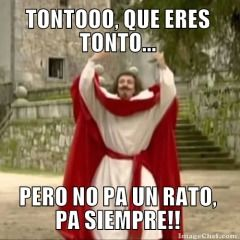 TONTOOO, QUE ERES
TONTO...
PERO NO PA UN RATO,
PA SIEMPRE!!
ImageChef.com